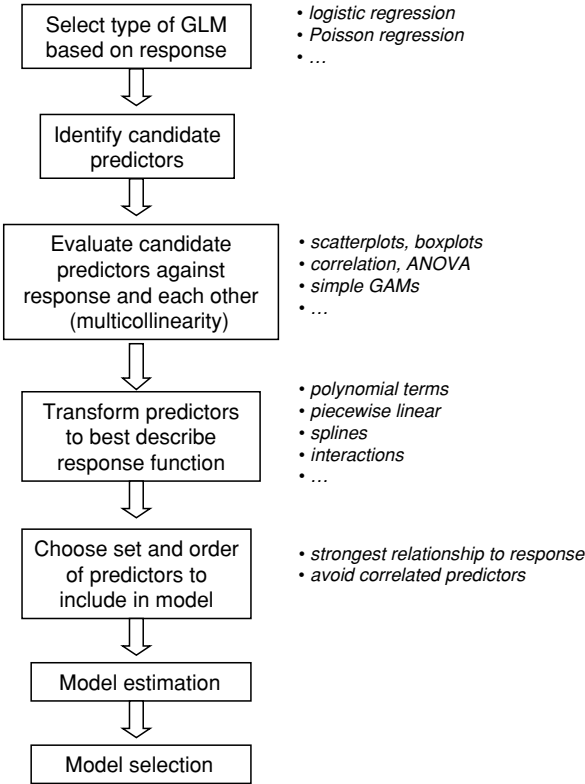 Select type of GLM
based on response
• logistic regression
• Poisson regression
• …
Identify candidate
predictors
Evaluate candidate
predictors against
response and each other
(multicollinearity)
• scatterplots, boxplots
• correlation, ANOVA
• simple GAMs
• …
Transform predictors
to best describe
response function
• polynomial terms
• piecewise linear
• splines
• interactions
• …
Choose set and order
of predictors to
include in model
• strongest relationship to response
• avoid correlated predictors
Model estimation
Model selection